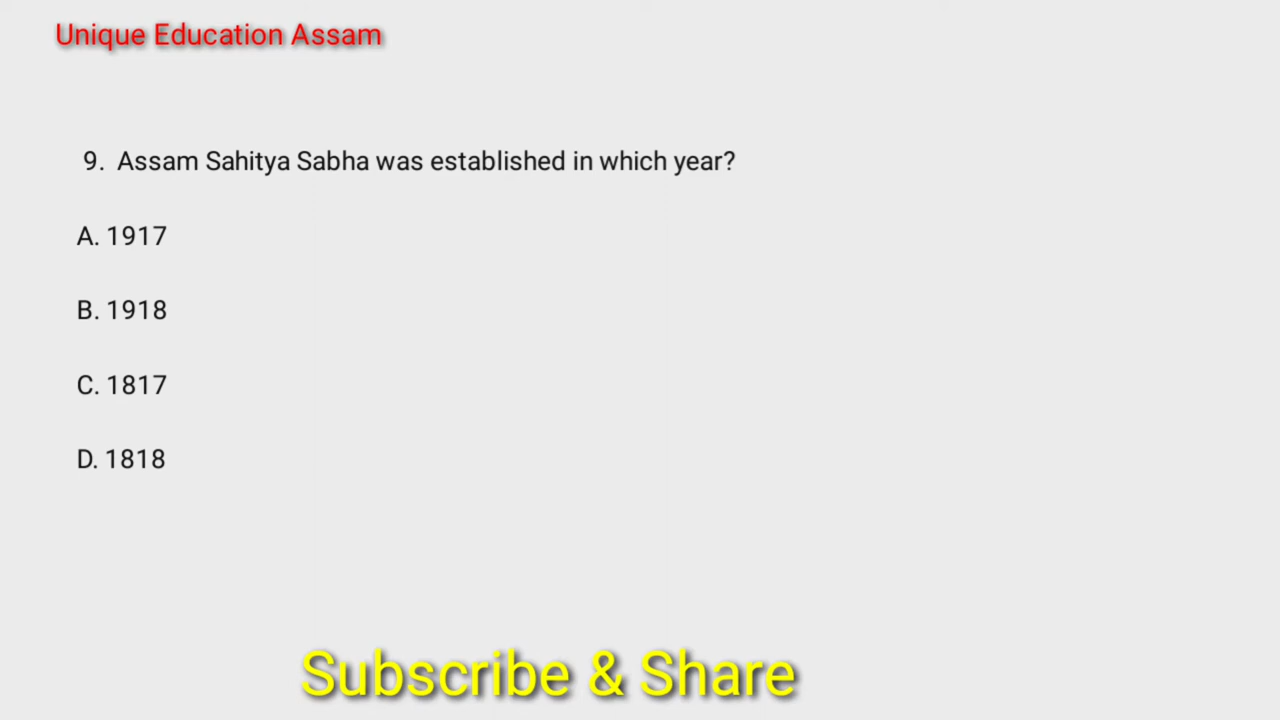 Unique Education Assam
9. Assam Sahitya Sabha was established in which year?
A. 1917
B. 1918
C. 1817
D. 1818
Subscribe & Share